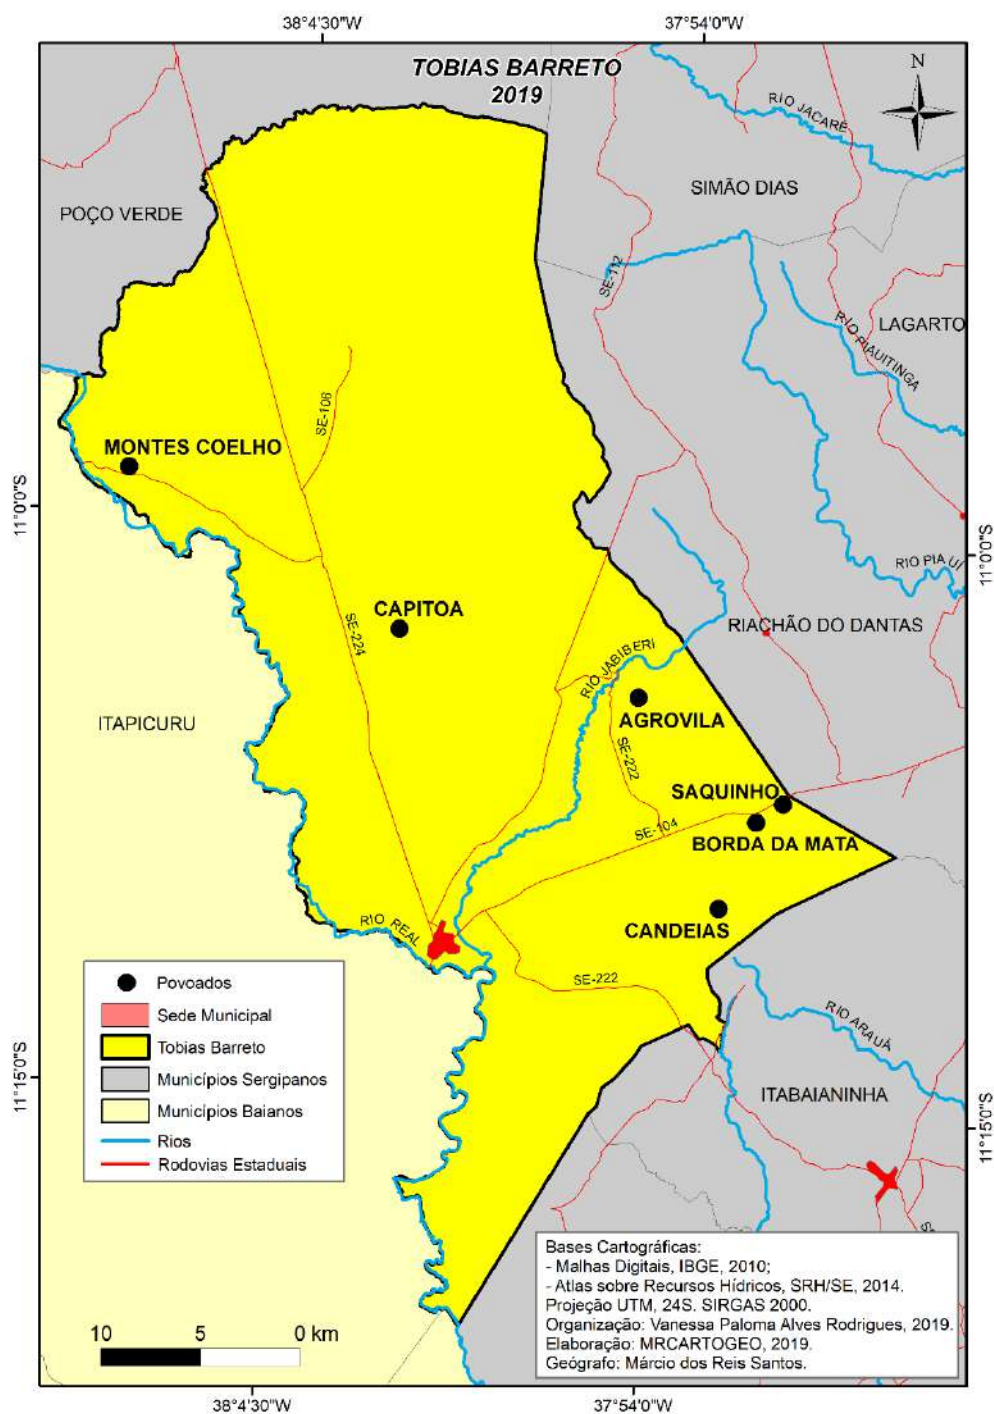 38°4'30"W
37°54'0"W
TOBIAS BARRETO
2019
N
RIO JACARÉ
SIMÃO DIAS
POÇO VERDE
SE-112
LAGARTO
RIO PIAUITINGA
SE-106
MONTES COELHO
11°0'0"S
11°0'0"S
RIO PIAUÍ
CAPITOA
SE-224
RIACHÃO DO DANTAS
RIO JABIBERI
ITAPICURU
AGROVILA
SE-222
SAQUINHO
SE-104
BORDA DA MATA
RIO REAL
CANDEIAS
SE-222
Povoados
Sede Municipal
Tobias Barreto
Municípios Sergipanos
Municípios Baianos
Rios
Rodovias Estaduais
RIO ARAUÁ
11°15'0"S
ITABAIANINHA
11°15'0"S
Bases Cartográficas:
- Malhas Digitais, IBGE, 2010;
- Atlas sobre Recursos Hídricos, SRH/SE, 2014.
Projeção UTM, 24S. SIRGAS 2000.
Organização: Vanessa Paloma Alves Rodrigues, 2019.
Elaboração: MRCARTOGEO, 2019.
Geógrafo: Márcio dos Reis Santos.
10 5 0 km
38°4'30"W
37°54'0"W